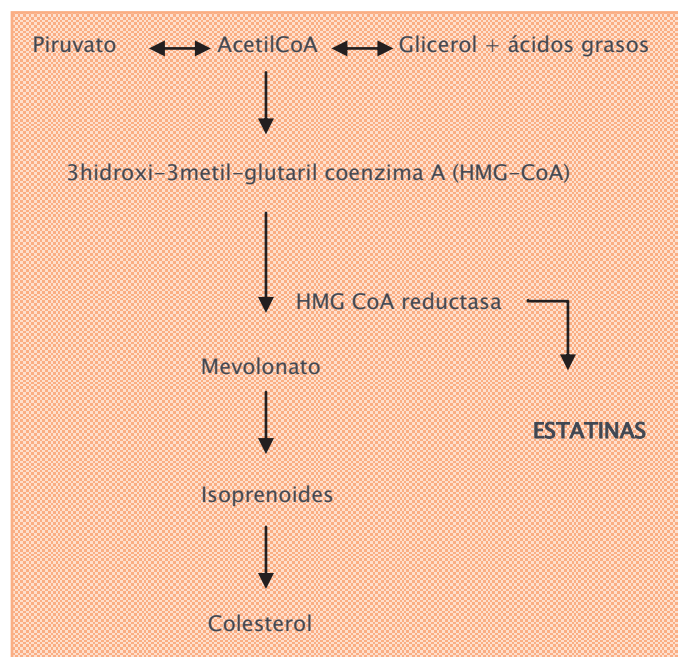 Piruvato AcetilCoA Glicerol + ácidos grasos
3hidroxi-3metil-glutaril coenzima A (HMG-CoA)
HMG CoA reductasa
Mevolonato
ESTATINAS
Isoprenoides
Colesterol